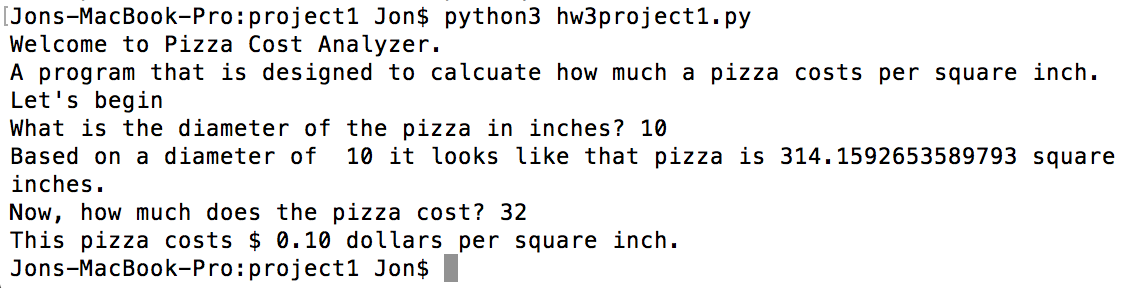 [Jons-MacBook-Pro:project1 Jon$ python3 hw3project1.py
Welcome to Pizza Cost Analyzer.
A program that is designed to calcuate how much a pizza costs per square inch.
Let's begin
What is the diameter of the pizza in inches? 10
Based on a diameter of  10 it looks like that pizza is 314.1592653589793 square
inches.
Now, how much does the pizza cost? 32
This pizza costs $ 0.10 dollars per square inch.
Jons-MacBook-Pro:project1 Jon$